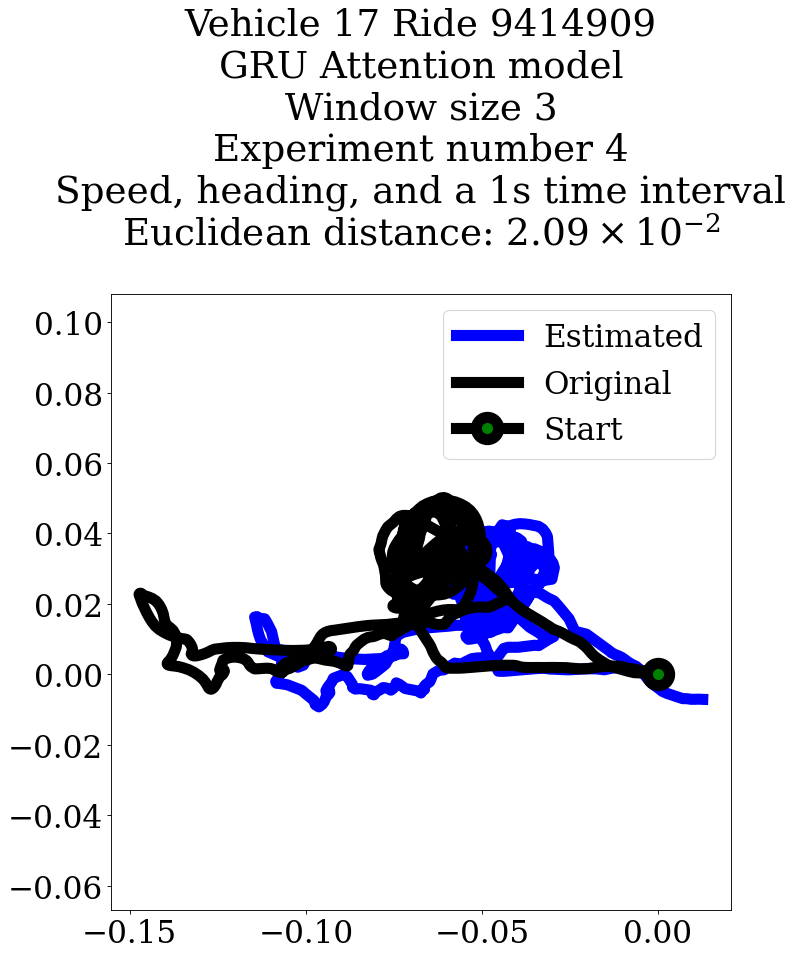 Vehicle 17 Ride 9414909
GRU Attention model
Window size 3
Experiment number 4
Speed, heading, and a 1s time interval
Euclidean distance: 2.09 × 10⁻²
Estimated
Original
Start
0.10
0.08
0.06
0.04
0.02
0.00
−0.02
−0.04
−0.06
−0.15 −0.10 −0.05 0.00